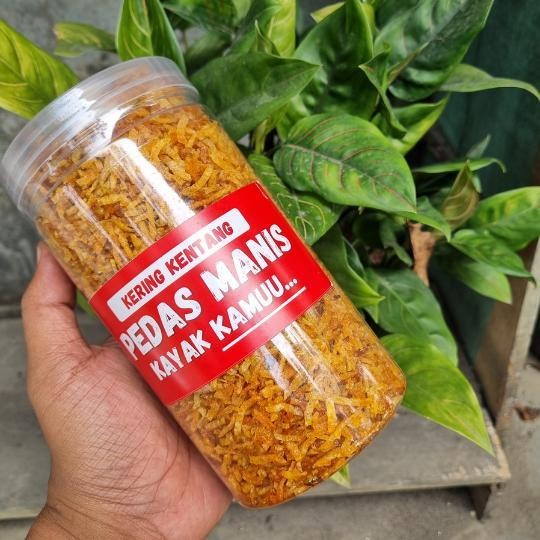 KERING KENTANG
PEDAS MANIS
KAYAK KAMUU...